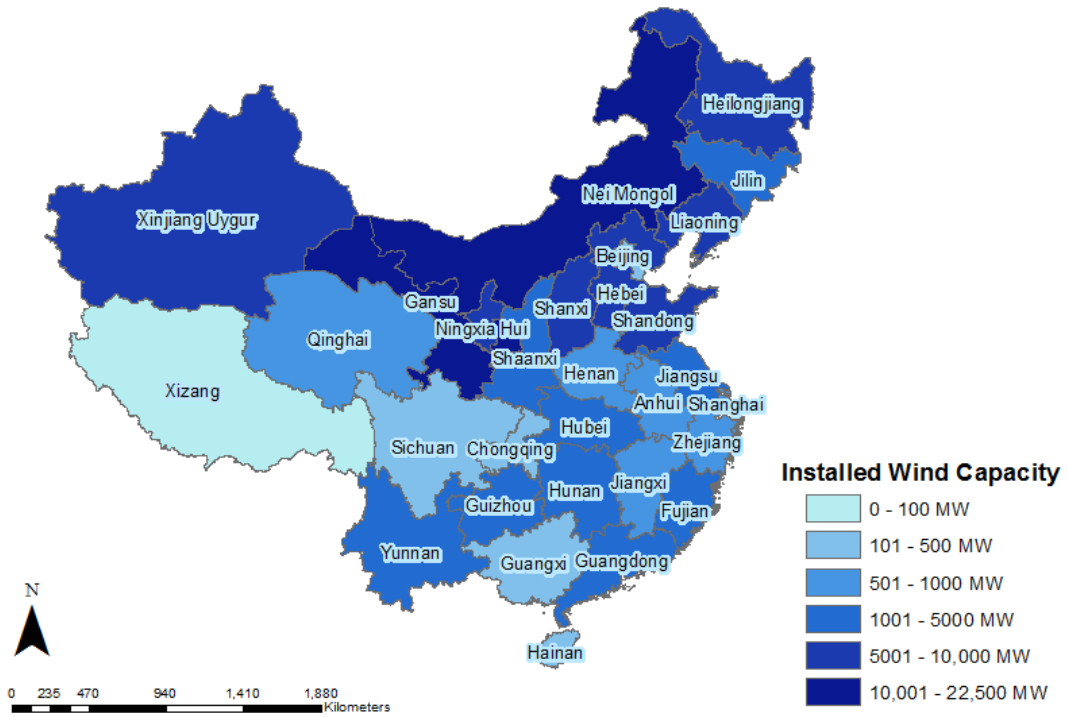 Heilongjiang
Jilin
Nei Mongol
Liaoning
Xinjiang Uygur
Beijing
Hebei
Gansu
Shanxi
Shandong
Ningxia Hui
Qinghai
Shaanxi
Henan
Jiangsu
Xizang
Anhui
Shanghai
Hubei
Zhejiang
Sichuan
Chongqing
Jiangxi
Hunan
Guizhou
Fujian
Yunnan
Guangxi
Guangdong
Hainan
Installed Wind Capacity
0 - 100 MW
101 - 500 MW
501 - 1000 MW
1001 - 5000 MW
5001 - 10,000 MW
10,001 - 22,500 MW
N
0 235 470 940 1,410 1,880
Kilometers